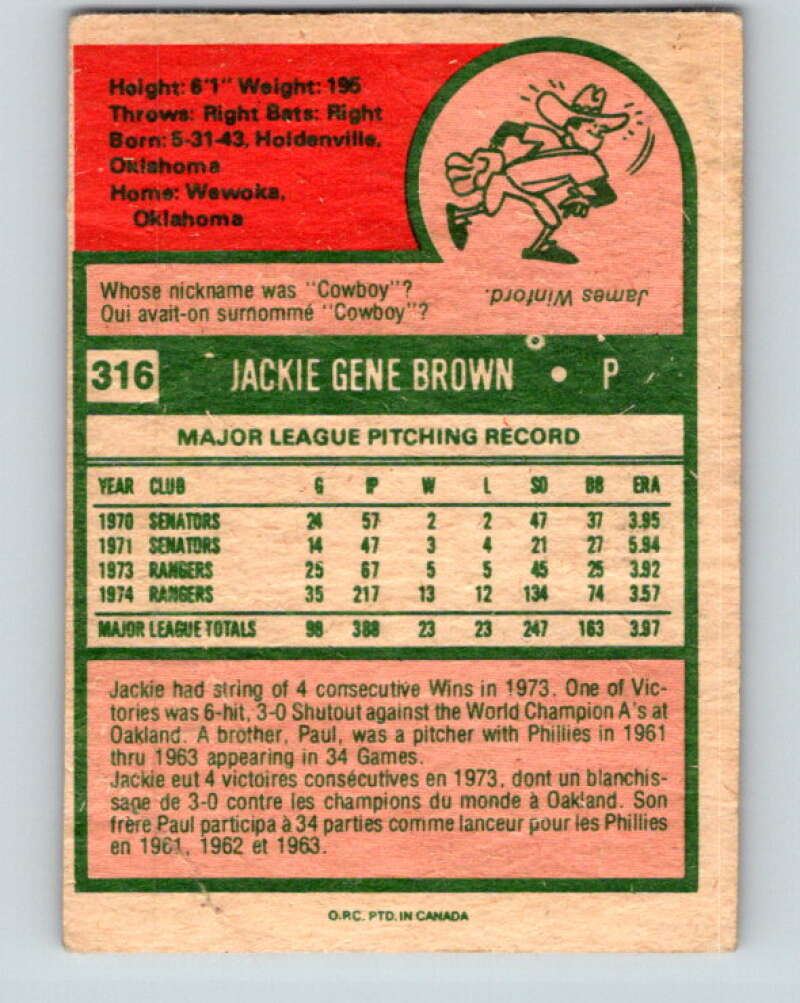 Height: 6'1" Weight: 195
Throws: Right Bats: Right
Born: 5-31-43, Holdenville,
Oklahoma
Home: Wewoka,
Oklahoma
Whose nickname was "Cowboy"?
Qui avait-on surnommé "Cowboy"?
James Winford.
316 JACKIE GENE BROWN • P
MAJOR LEAGUE PITCHING RECORD
YEAR CLUB G IP W L SO BB ERA
1970 SENATORS 24 57 2 2 47 37 3.95
1971 SENATORS 14 47 3 4 21 27 5.94
1973 RANGERS 25 67 5 5 45 25 3.92
1974 RANGERS 35 217 13 12 134 74 3.57
MAJOR LEAGUE TOTALS 98 388 23 23 247 163 3.97
Jackie had string of 4 consecutive Wins in 1973. One of Vic-
tories was 6-hit, 3-0 Shutout against the World Champion A's at
Oakland. A brother, Paul, was a pitcher with Phillies in 1961
thru 1963 appearing in 34 Games.
Jackie eut 4 victoires consécutives en 1973, dont un blanchis-
sage de 3-0 contre les champions du monde à Oakland. Son
frère Paul participa à 34 parties comme lanceur pour les Phillies
en 1961, 1962 et 1963.
O.P.C. PTD. IN CANADA